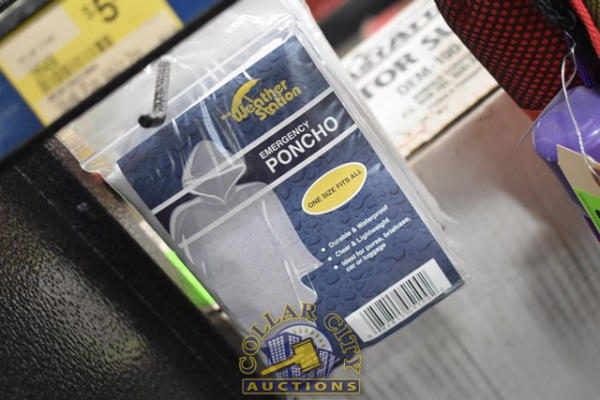 $5
The
Weather
Station
EMERGENCY
PONCHO
ONE SIZE FITS ALL
• Durable & Waterproof
• Clear & Lightweight
• Ideal for purse, briefcase,
car or luggage
COLLAR CITY
AUCTIONS